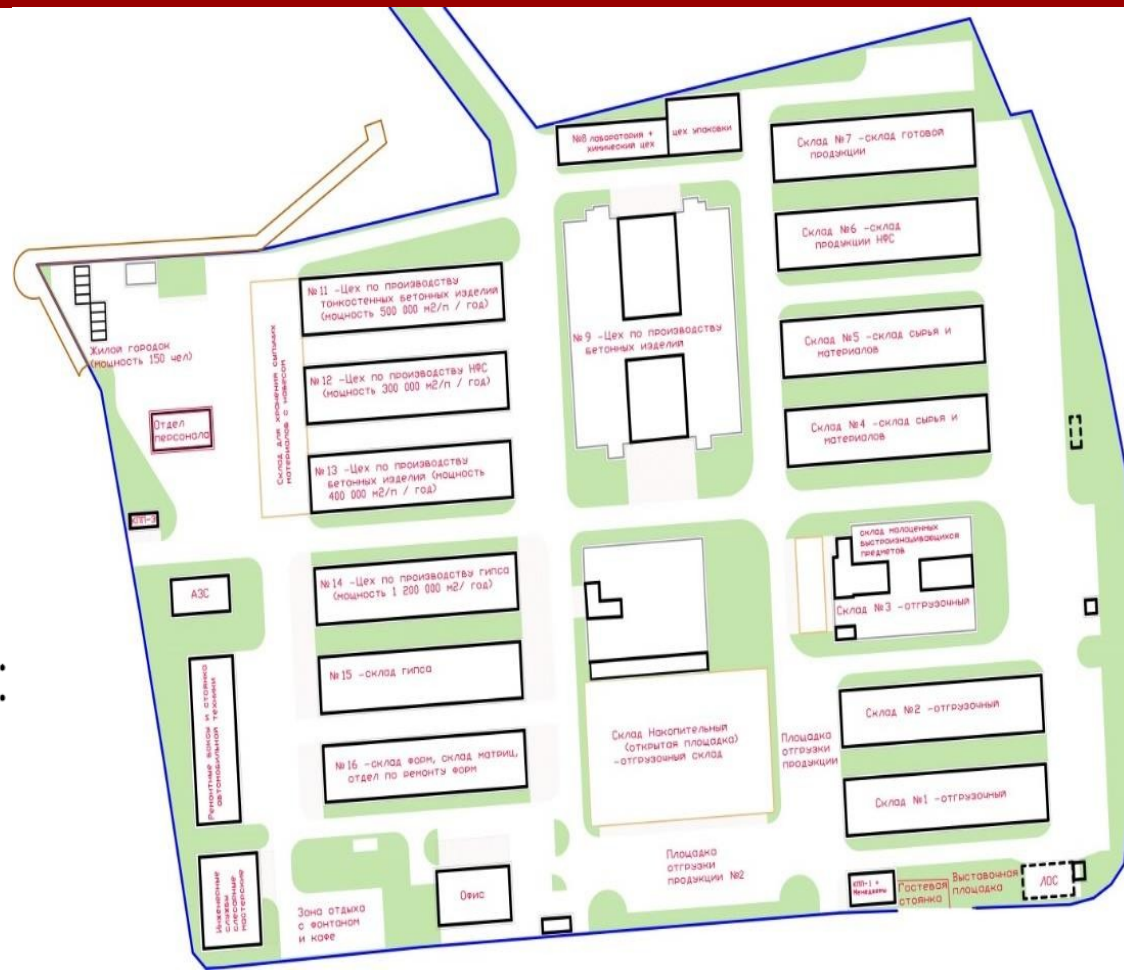 №8 лаборатория +
химический цех
цех упаковки
Склад №7 -склад готовой
продукции
Склад №6 -склад
продукции НФС
Склад №5 -склад сырья и
материалов
Склад №4 -склад сырья и
материалов
№9 -Цех по производству
бетонных изделий
№11 -Цех по производству
тонкостенных бетонных изделий
(мощность 500 000 м2/п / год)
№12 -Цех по производству НФС
(мощность 300 000 м2/п / год)
№13 -Цех по производству
бетонных изделий (мощность
400 000 м2/п / год)
Склад для хранения сыпучих
материалов с навесом
Жилой городок
(мощность 150 чел)
Отдел
персонала
КПП-3
АЗС
№14 -Цех по производству гипса
(мощность 1 200 000 м2/ год)
№15 -склад гипса
№16 -склад форм, склад матриц,
отдел по ремонту форм
Ремонтные боксы и стоянка
автомобильной техники
Инженерные
службы
слесарные
мастерские
Зона отдыха
с фонтаном
и кафе
Офис
склад малоценных
быстроизнашивающихся
предметов
Склад №3 -отгрузочный
Склад №2 -отгрузочный
Склад №1 -отгрузочный
Склад Накопительный
(открытая площадка)
-отгрузочный склад
Площадка
отгрузки
продукции
Площадка
отгрузки
продукции №2
КПП-1 +
Менеджеры
Гостевая
стоянка
Выставочная
площадка
ЛОС
: